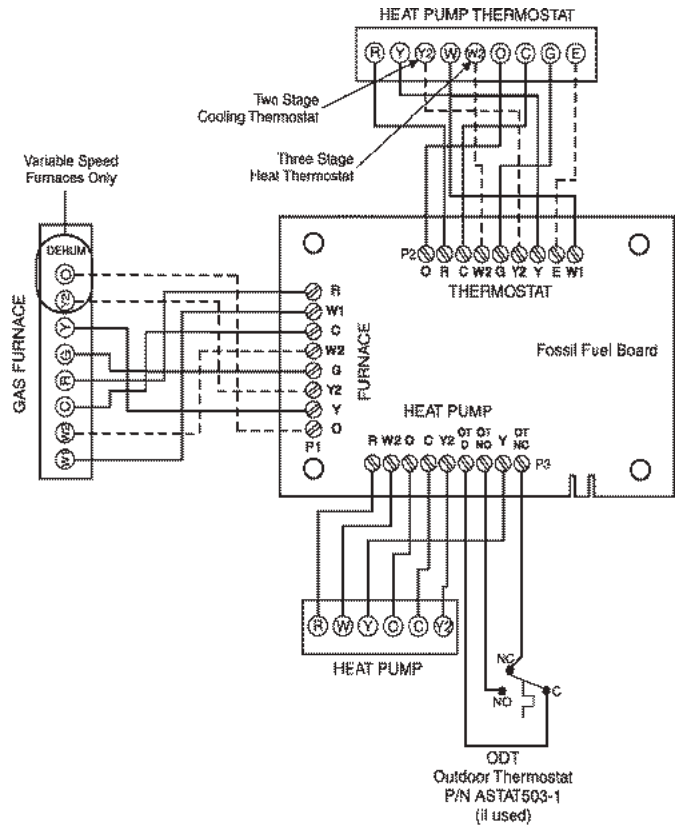 HEAT PUMP THERMOSTAT
R Y Y2 W W2 O C G E
Two Stage
Cooling Thermostat
Three Stage
Heat Thermostat
Variable Speed
Furnaces Only
DEHUM
O
Y2
Y
G
R
C
W2
W
GAS FURNACE
P2
O R C W2 G Y2 Y E W1
THERMOSTAT
R
W1
C
W2
G
Y2
Y
O
P1
FURNACE
Fossil Fuel Board
HEAT PUMP
R W2 O C Y2 OT D OT NO Y OT NC
P3
R W Y O C Y2
HEAT PUMP
NC
NO
C
ODT
Outdoor Thermostat
P/N ASTAT503-1
(if used)